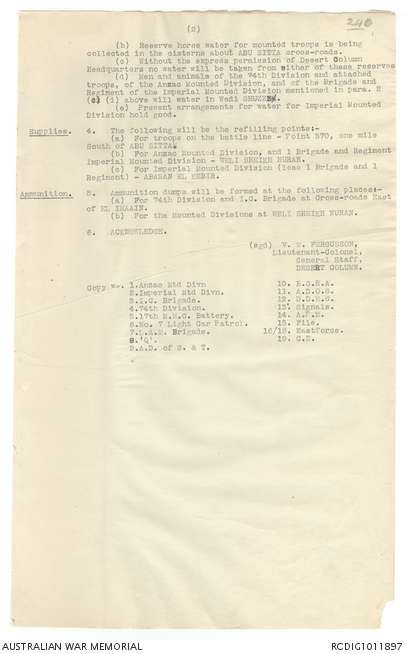 (2)
240
(b) Reserve horse water for mounted troops is being
collected in the cisterns about ABU SITTA cross-roads.
(c) Without the express permission of Desert Column
Headquarters no water will be taken from either of these reserves
(d) Men and animals of the 74th Division and attached
troops, of the Anzac Mounted Division, and of the Brigade and
Regiment of the Imperial Mounted Division mentioned in para. 2
(c) (1) above will water in Wadi
(e) Present arrangements for water for Imperial Mounted
Division hold good.
Supplies. 4. The following will be the refilling points:-
(a) For troops on the battle line - Point 570, one mile
South of ABU SITTA.
(b) For Anzac Mounted Division, and 1 Brigade and Regiment
Imperial Mounted Division - WELI SHEIKH NURAN.
(c) For Imperial Mounted Division (less 1 Brigade and 1
Regiment) - ABASAN EL KEBIR.
Ammunition. 5. Ammunition dumps will be formed at the following places:-
(a) For 74th Division and I.C. Brigade at Cross-roads East
of EL
(b) For the Mounted Divisions at WELI SHEIKH NURAN.
6. ACKNOWLEDGE.
(sgd) V. M. FERGUSSON,
Lieutenant-Colonel,
General Staff,
DESERT COLUMN.
Copy No. 1. Anzac Mtd Divn
2. Imperial Mtd Divn.
3. I.C. Brigade.
4. 74th Division.
5. 17th Battery.
6. No. 7 Light Car Patrol.
7. Brigade.
8. 'Q'.
9. A.D. of S. & T.
10.
11. A.D.O.S.
12. D.D.M.S.
13. Signals.
14. A.P.M.
15. File.
16/18. Eastforce.
19. C.E.
AUSTRALIAN WAR MEMORIAL
RCDIG1011897